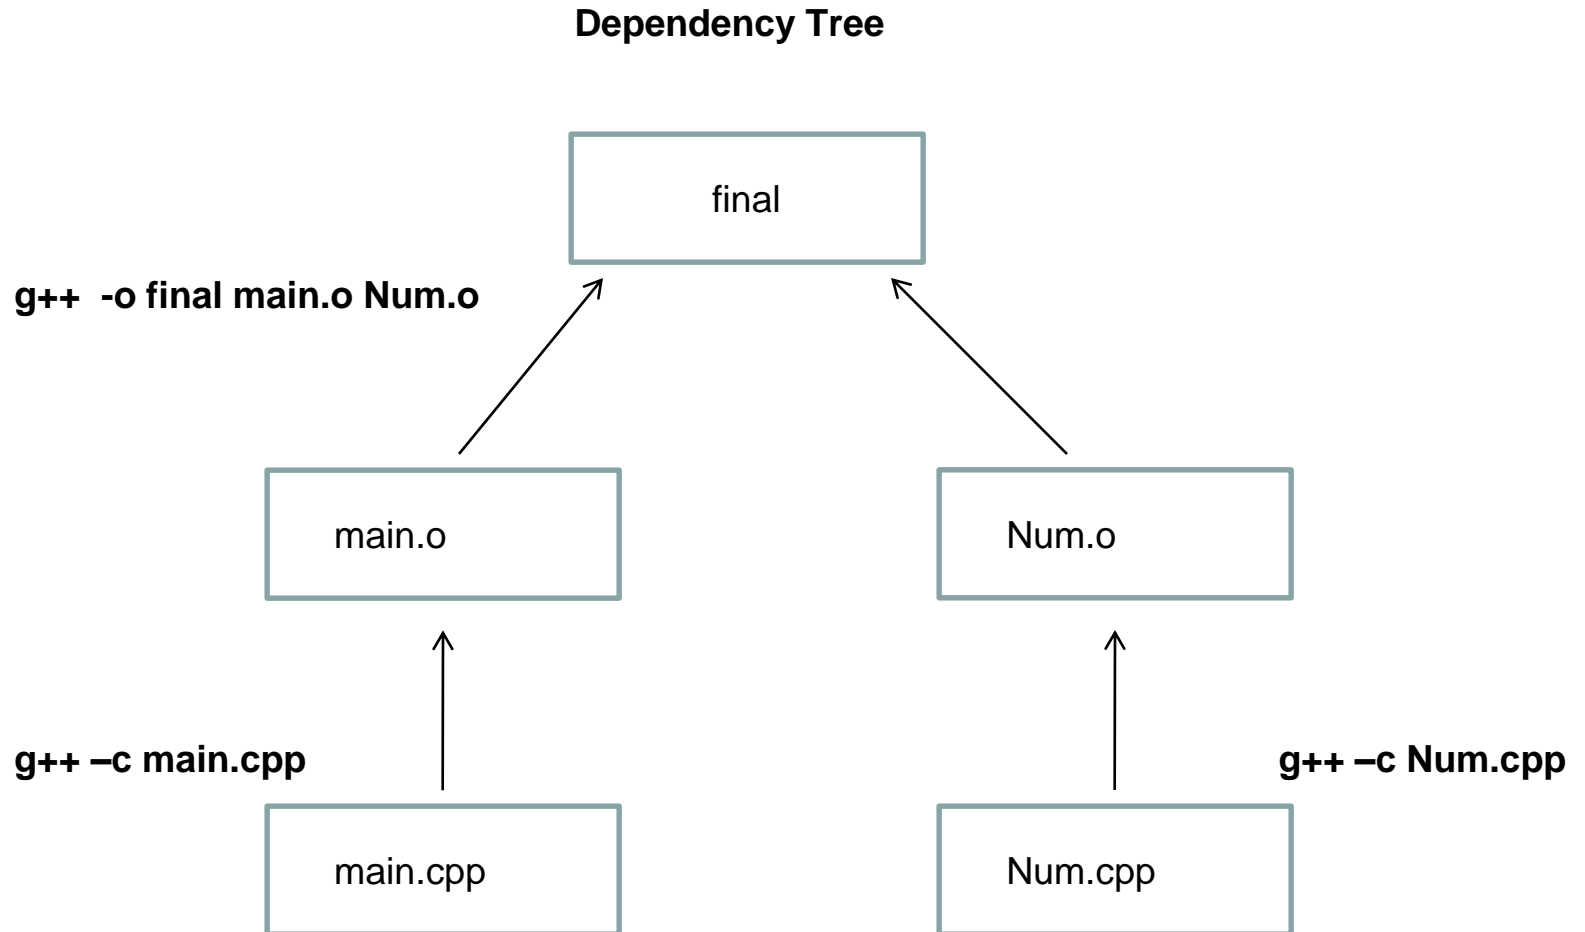 Dependency Tree
final
g++  -o final main.o Num.o
main.o
Num.o
g++ –c main.cpp
g++ –c Num.cpp
main.cpp
Num.cpp